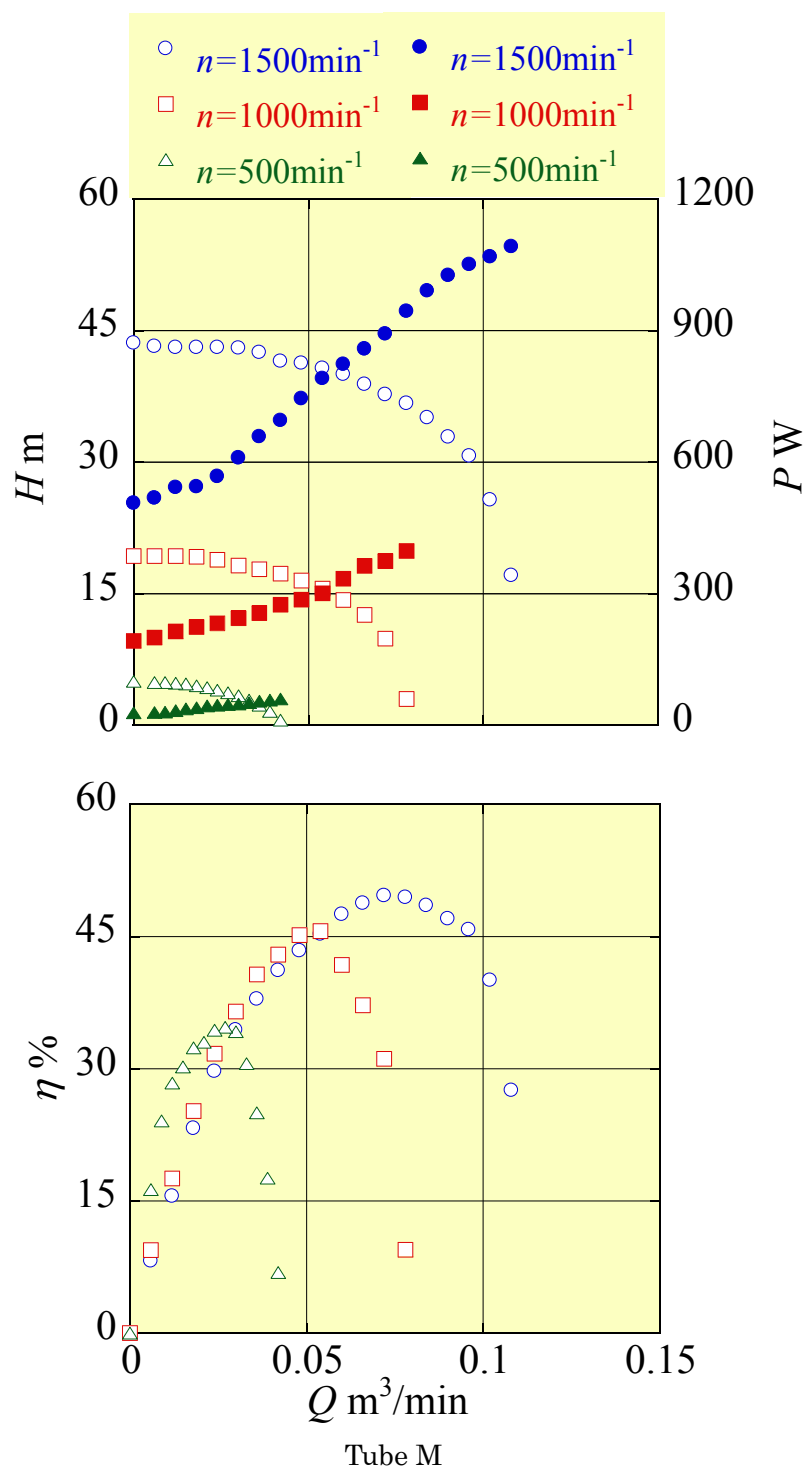 n=1500min⁻¹ n=1500min⁻¹
n=1000min⁻¹ n=1000min⁻¹
n=500min⁻¹ n=500min⁻¹
60 1200
45 900
H m
30 600
P W
15 300
0 0
60
45
η %
30
15
0
0 0.05 0.1 0.15
Q m³/min
Tube M